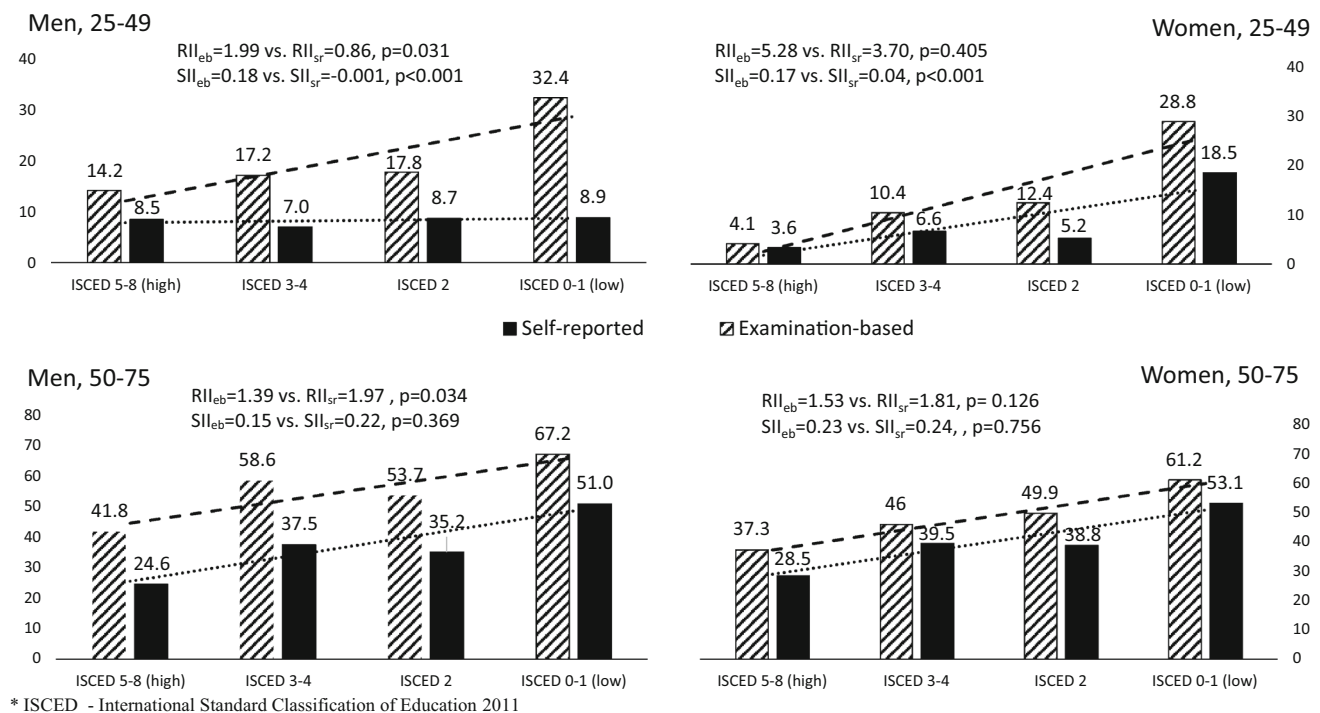 Men, 25-49
RIIeb=1.99 vs. RIIsr=0.86, p=0.031
SIIeb=0.18 vs. SIIsr=-0.001, p<0.001
40
30
20
10
0
14.2
8.5
17.2
7.0
17.8
8.7
32.4
8.9
ISCED 5-8 (high)
ISCED 3-4
ISCED 2
ISCED 0-1 (low)
Women, 25-49
RIIeb=5.28 vs. RIIsr=3.70, p=0.405
SIIeb=0.17 vs. SIIsr=0.04, p<0.001
40
30
20
10
0
4.1
3.6
10.4
6.6
12.4
5.2
28.8
18.5
ISCED 5-8 (high)
ISCED 3-4
ISCED 2
ISCED 0-1 (low)
Self-reported
Examination-based
Men, 50-75
RIIeb=1.39 vs. RIIsr=1.97 , p=0.034
SIIeb=0.15 vs. SIIsr=0.22, p=0.369
80
70
60
50
40
30
20
10
0
41.8
24.6
58.6
37.5
53.7
35.2
67.2
51.0
ISCED 5-8 (high)
ISCED 3-4
ISCED 2
ISCED 0-1 (low)
Women, 50-75
RIIeb=1.53 vs. RIIsr=1.81, p= 0.126
SIIeb=0.23 vs. SIIsr=0.24, , p=0.756
80
70
60
50
40
30
20
10
0
37.3
28.5
46
39.5
49.9
38.8
61.2
53.1
ISCED 5-8 (high)
ISCED 3-4
ISCED 2
ISCED 0-1 (low)
* ISCED - International Standard Classification of Education 2011